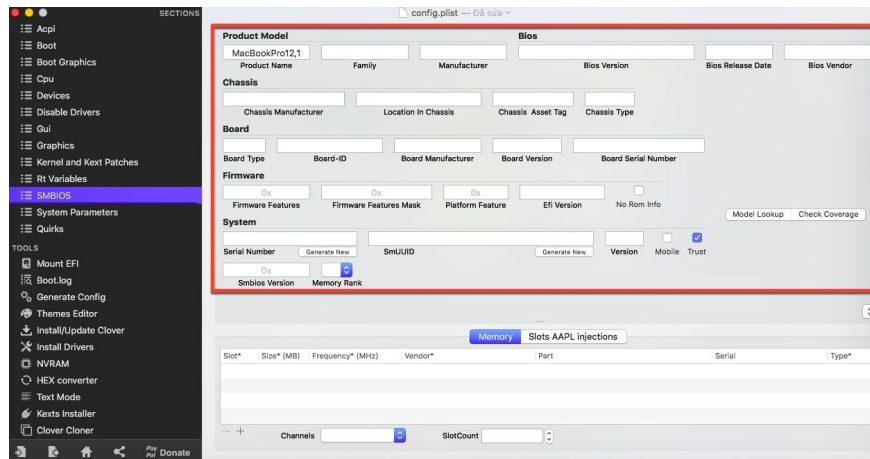 SECTIONS
config.plist — Đã sửa
Acpi
Boot
Boot Graphics
Cpu
Devices
Disable Drivers
Gui
Graphics
Kernel and Kext Patches
Rt Variables
SMBIOS
System Parameters
Quirks
TOOLS
Mount EFI
Boot.log
Generate Config
Themes Editor
Install/Update Clover
Install Drivers
NVRAM
HEX converter
Text Mode
Kexts Installer
Clover Cloner
Pay Pal Donate
Product Model Bios
MacBookPro12,1
Product Name Family Manufacturer Bios Version Bios Release Date Bios Vendor
Chassis
Chassis Manufacturer Location In Chassis Chassis Asset Tag Chassis Type
Board
Board Type Board-ID Board Manufacturer Board Version Board Serial Number
Firmware
0x 0x 0x
Firmware Features Firmware Features Mask Platform Feature Efi Version No Rom Info
Model Lookup Check Coverage
System
Serial Number Generate New SmUUID Generate New Version Mobile Trust
0x
Smbios Version Memory Rank
Memory Slots AAPL injections
Slot* Size* (MB) Frequency* (MHz) Vendor* Part Serial Type*
Channels SlotCount